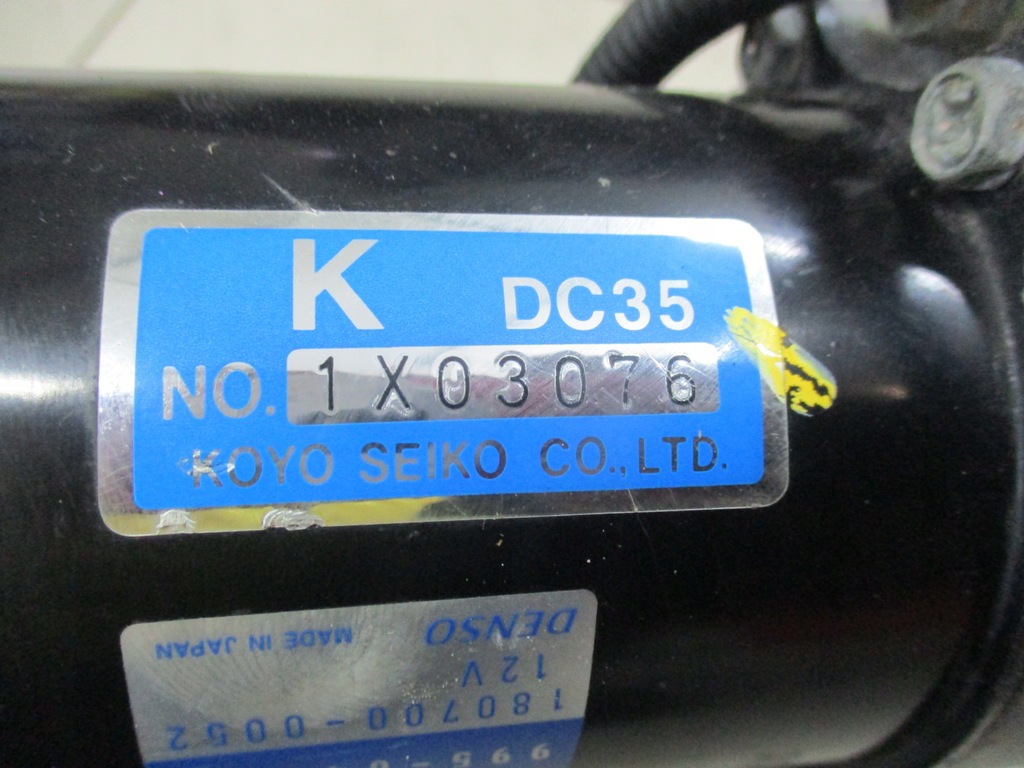 K
DC35
NO. 1X03076
KOYO SEIKO CO., LTD.
180700-0052
12V
DENSO MADE IN JAPAN